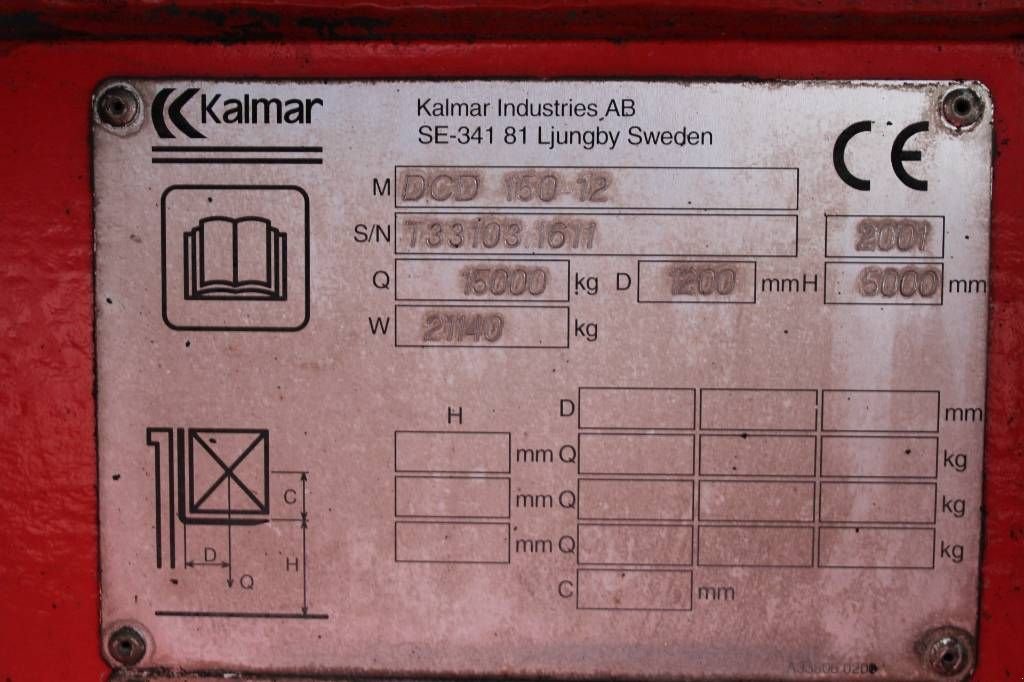 Kalmar
Kalmar Industries AB
SE-341 81 Ljungby Sweden
CE
M DCD 150-12
S/N T33103.1611 2001
Q 15000 kg D 1200 mm H 5000 mm
W 21140 kg
H D mm
mm Q kg
mm Q kg
mm Q kg
C mm
C
D
H
Q